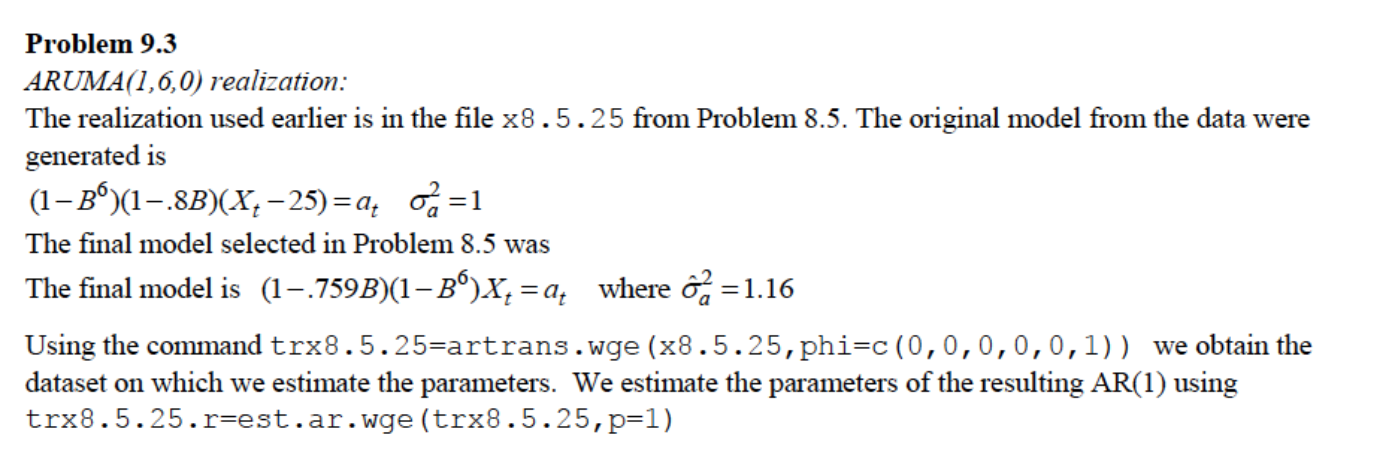 Problem 9.3
ARUMA(1,6,0) realization:
The realization used earlier is in the file x8.5.25 from Problem 8.5. The original model from the data were
generated is
(1−B⁶)(1−.8B)(Xₜ−25)=aₜ σₐ²=1
The final model selected in Problem 8.5 was
The final model is (1−.759B)(1−B⁶)Xₜ=aₜ where σ̂ₐ²=1.16
Using the command trx8.5.25=artrans.wge(x8.5.25,phi=c(0,0,0,0,0,1)) we obtain the
dataset on which we estimate the parameters. We estimate the parameters of the resulting AR(1) using
trx8.5.25.r=est.ar.wge(trx8.5.25,p=1)